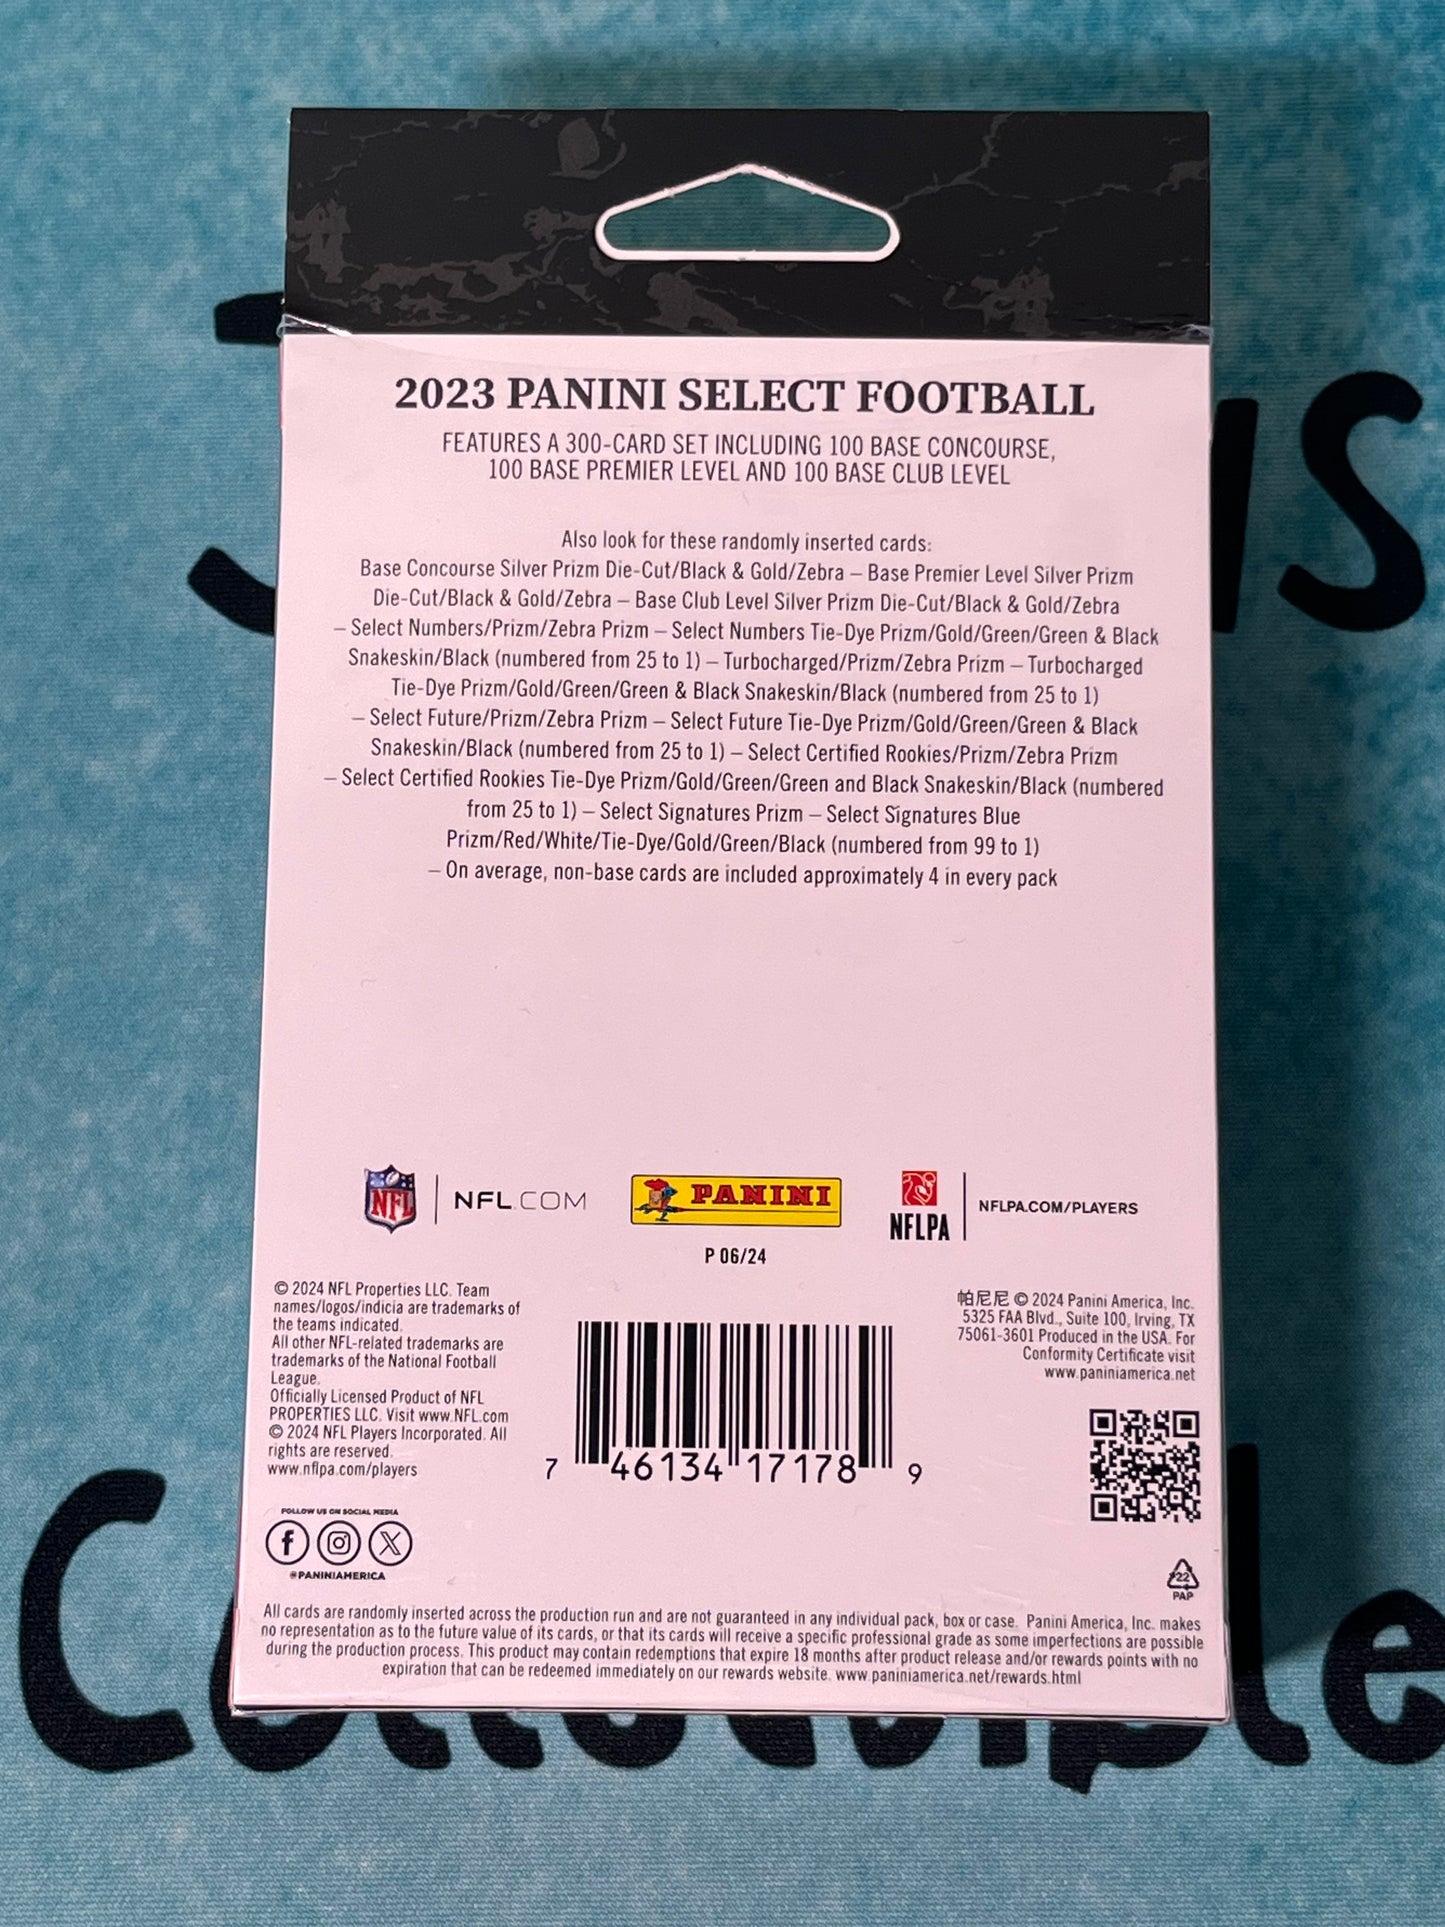 2023 PANINI SELECT FOOTBALL
FEATURES A 300-CARD SET INCLUDING 100 BASE CONCOURSE,
100 BASE PREMIER LEVEL AND 100 BASE CLUB LEVEL
Also look for these randomly inserted cards:
Base Concourse Silver Prizm Die-Cut/Black & Gold/Zebra – Base Premier Level Silver Prizm
Die-Cut/Black & Gold/Zebra – Base Club Level Silver Prizm Die-Cut/Black & Gold/Zebra
– Select Numbers/Prizm/Zebra Prizm – Select Numbers Tie-Dye Prizm/Gold/Green/Green & Black
Snakeskin/Black (numbered from 25 to 1) – Turbocharged/Prizm/Zebra Prizm – Turbocharged
Tie-Dye Prizm/Gold/Green/Green & Black Snakeskin/Black (numbered from 25 to 1)
– Select Future/Prizm/Zebra Prizm – Select Future Tie-Dye Prizm/Gold/Green/Green & Black
Snakeskin/Black (numbered from 25 to 1) – Select Certified Rookies/Prizm/Zebra Prizm
– Select Certified Rookies Tie-Dye Prizm/Gold/Green/Green and Black Snakeskin/Black (numbered
from 25 to 1) – Select Signatures Prizm – Select Signatures Blue
Prizm/Red/White/Tie-Dye/Gold/Green/Black (numbered from 99 to 1)
– On average, non-base cards are included approximately 4 in every pack
NFL
NFL.COM
PANINI
NFLPA
NFLPA.COM/PLAYERS
P 06/24
© 2024 NFL Properties LLC. Team
names/logos/indicia are trademarks of
the teams indicated.
All other NFL-related trademarks are
trademarks of the National Football
League.
Officially Licensed Product of NFL
PROPERTIES LLC. Visit www.NFL.com
© 2024 NFL Players Incorporated. All
rights are reserved.
www.nflpa.com/players
7 46134 17178 9
帕尼尼 © 2024 Panini America, Inc.
5325 FAA Blvd., Suite 100, Irving, TX
75061-3601 Produced in the USA. For
Conformity Certificate visit
www.paniniamerica.net
FOLLOW US ON SOCIAL MEDIA
@PANINIAMERICA
22
PAP
All cards are randomly inserted across the production run and are not guaranteed in any individual pack, box or case. Panini America, Inc. makes
no representation as to the future value of its cards, or that its cards will receive a specific professional grade as some imperfections are possible
during the production process. This product may contain redemptions that expire 18 months after product release and/or rewards points with no
expiration that can be redeemed immediately on our rewards website. www.paniniamerica.net/rewards.html